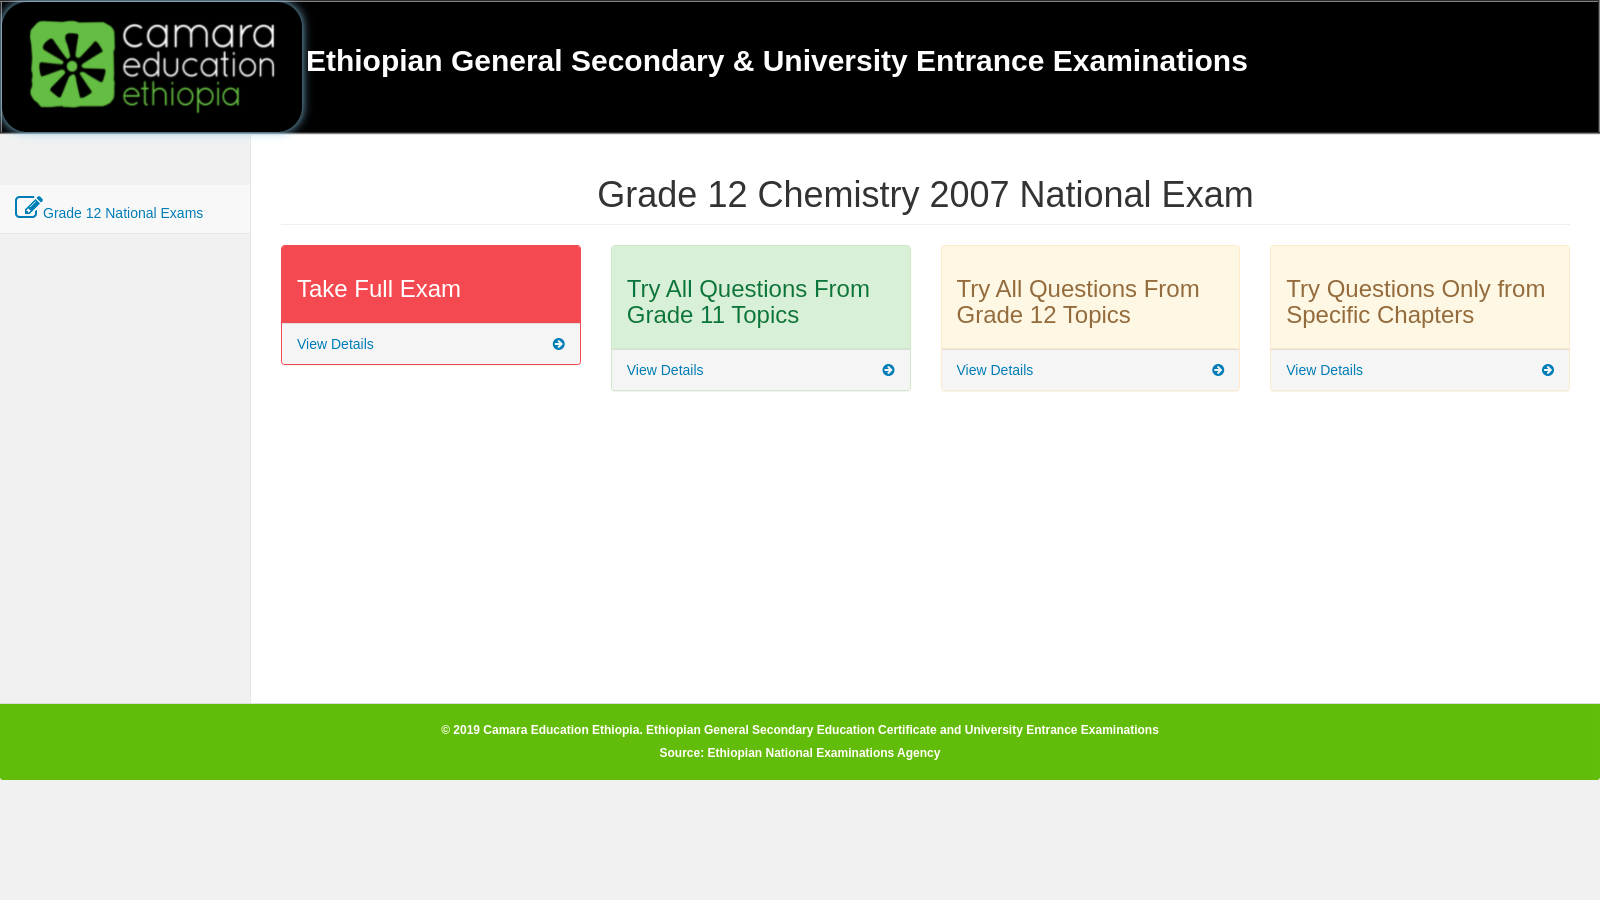 camara
education
ethiopia
Ethiopian General Secondary & University Entrance Examinations
Grade 12 National Exams
Grade 12 Chemistry 2007 National Exam
Take Full Exam
View Details
Try All Questions From
Grade 11 Topics
View Details
Try All Questions From
Grade 12 Topics
View Details
Try Questions Only from
Specific Chapters
View Details
© 2019 Camara Education Ethiopia. Ethiopian General Secondary Education Certificate and University Entrance Examinations
Source: Ethiopian National Examinations Agency